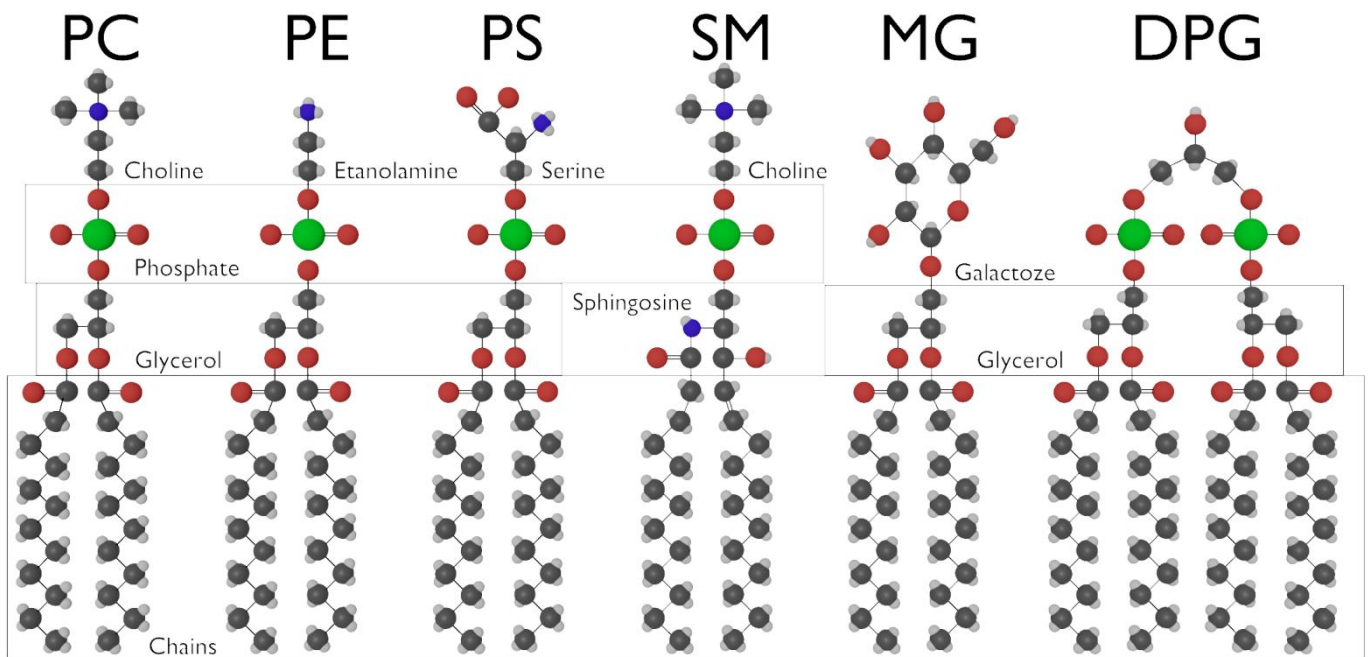 PC PE PS SM MG DPG
Choline Etanolamine Serine Choline
Phosphate Galactoze
Sphingosine
Glycerol Glycerol
Chains